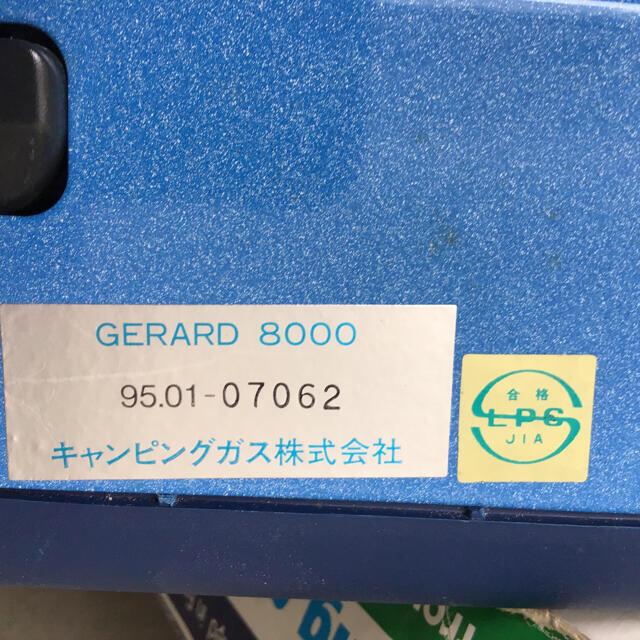 GERARD 8000
95.01-07062
キャンピングガス株式会社
合格
LPG
JIA